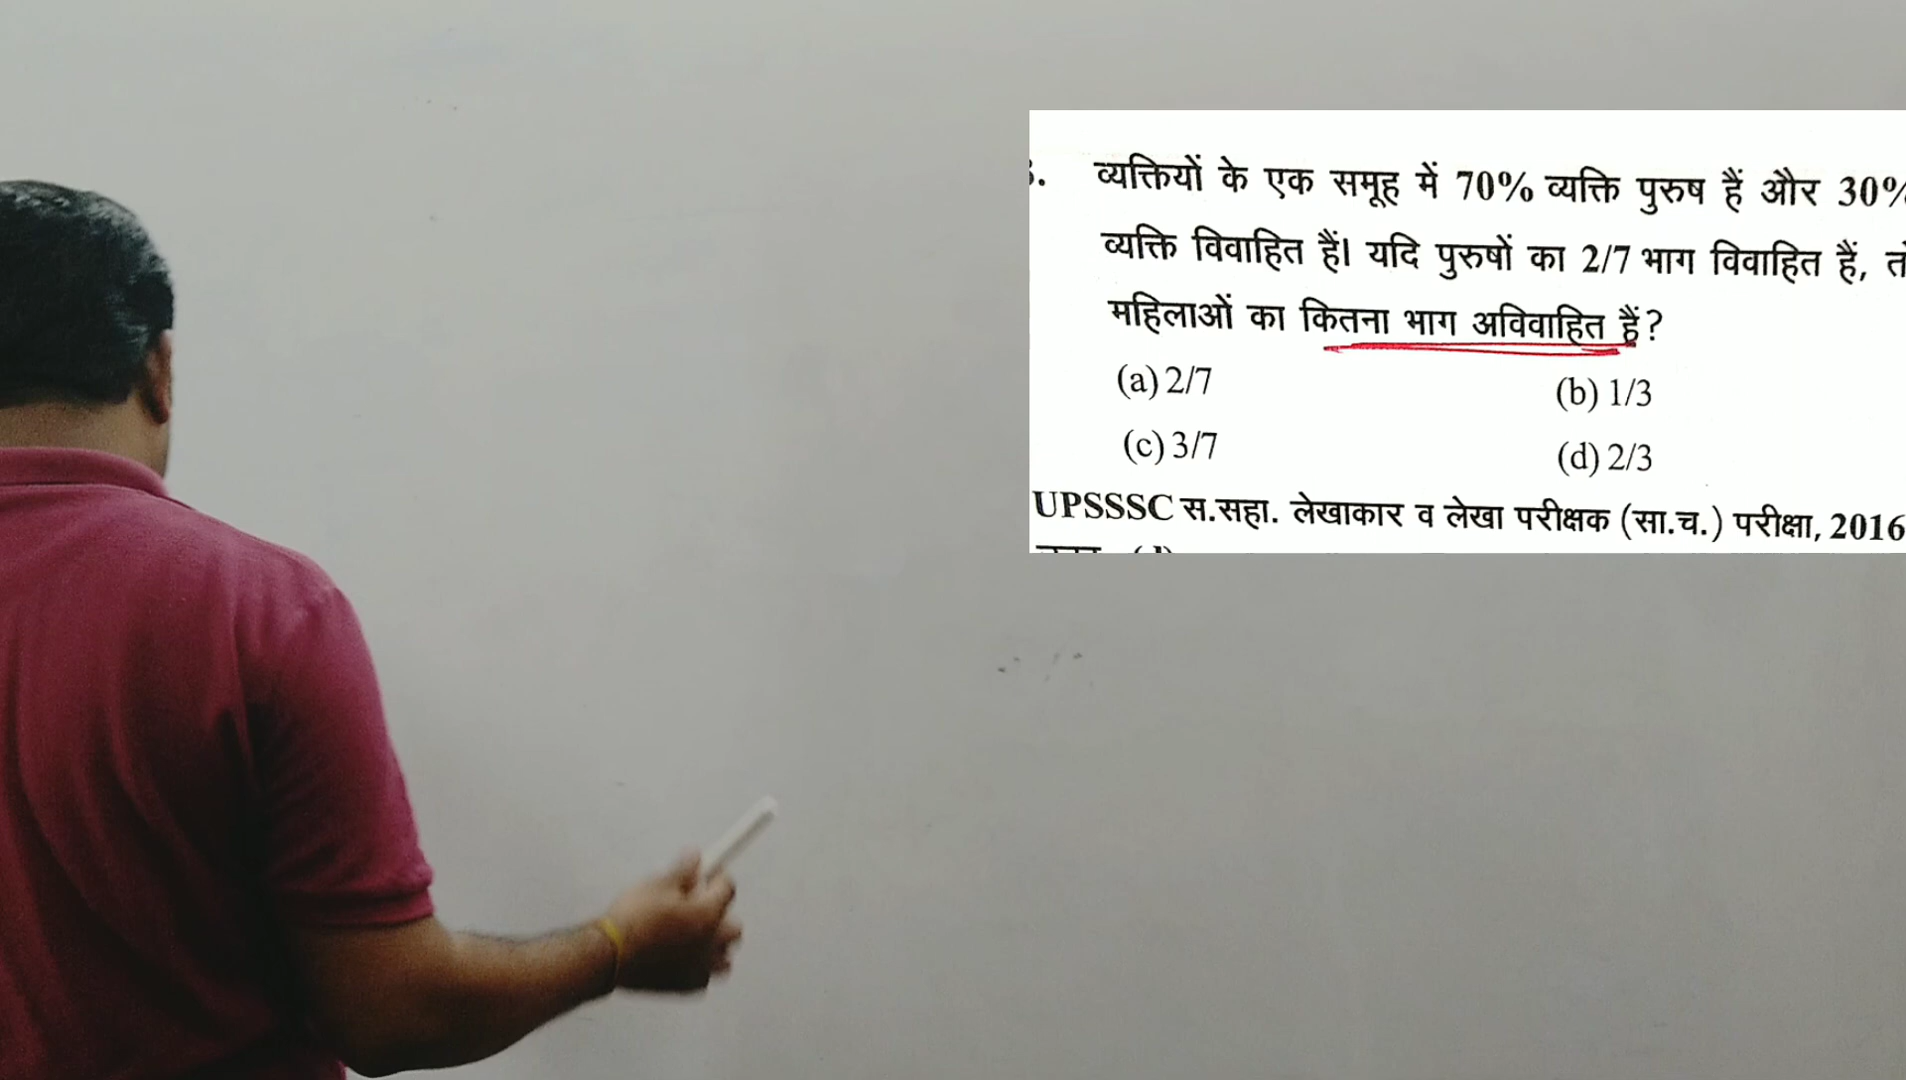 व्यक्तियों के एक समूह में 70% व्यक्ति पुरुष हैं और 30%
व्यक्ति विवाहित हैं। यदि पुरुषों का 2/7 भाग विवाहित हैं,
महिलाओं का कितना भाग अविवाहित हैं?
(a) 2/7 (b) 1/3
(c) 3/7 (d) 2/3
UPSSSC स.सहा. लेखाकार व लेखा परीक्षक (सा.च.) परीक्षा, 2016